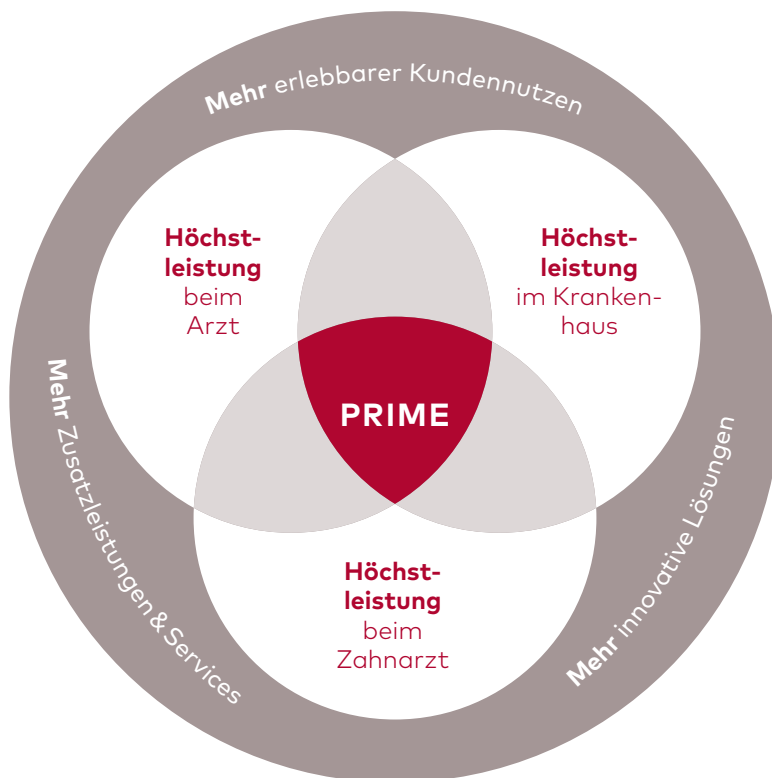 Mehr erlebbarer Kundennutzen
Höchst-
leistung
beim
Arzt
Höchst-
leistung
im Kranken-
haus
PRIME
Mehr Zusatzleistungen & Services
Mehr innovative Lösungen
Höchst-
leistung
beim
Zahnarzt